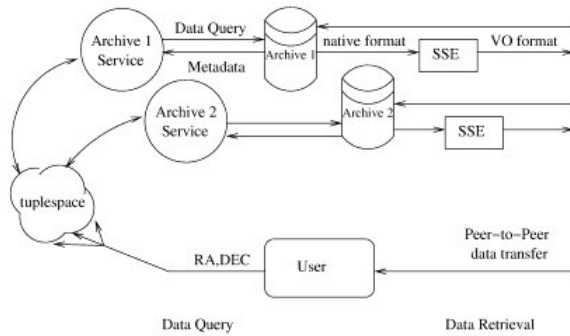 Data Query
Archive 1
Service
Archive 1
native format
SSE
VO format
Metadata
Archive 2
Service
Archive 2
SSE
tuplespace
RA,DEC
User
Peer-to-Peer
data transfer
Data Query
Data Retrieval